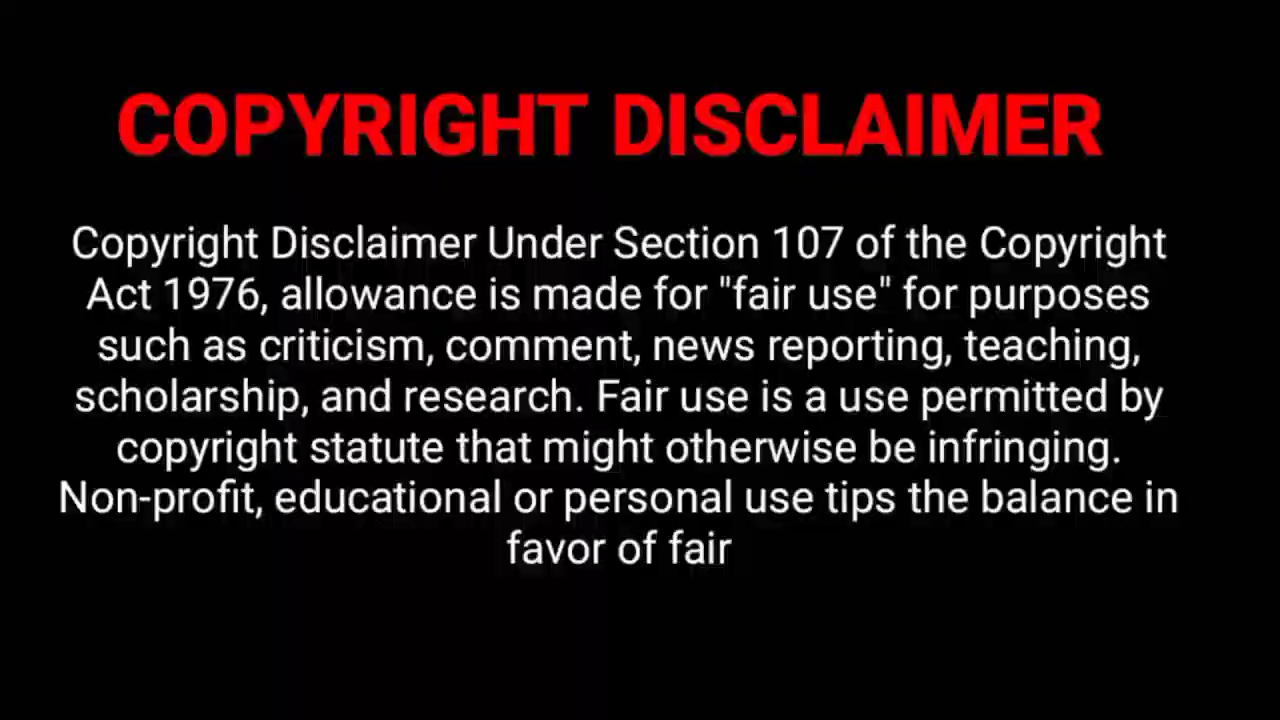 COPYRIGHT DISCLAIMER
Copyright Disclaimer Under Section 107 of the Copyright
Act 1976, allowance is made for "fair use" for purposes
such as criticism, comment, news reporting, teaching,
scholarship, and research. Fair use is a use permitted by
copyright statute that might otherwise be infringing.
Non-profit, educational or personal use tips the balance in
favor of fair